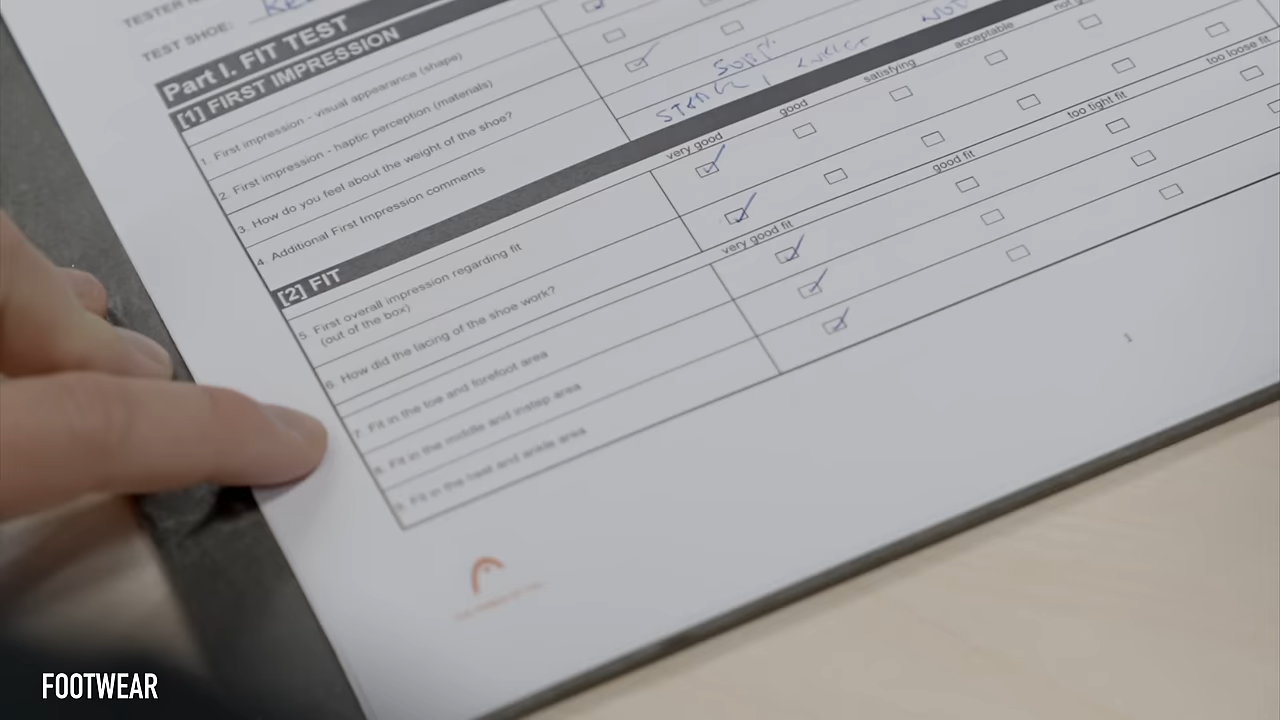 TEST SHOE:
Part I. FIT TEST
[1] FIRST IMPRESSION
1. First impression - visual appearance (shape)
2. First impression - haptic perception (materials)
3. How do you feel about the weight of the shoe?
4. Additional First Impression comments
[2] FIT
very good good satisfying acceptable
5. First overall impression regarding fit
(out of the box)
6. How did the lacing of the shoe work?
very good fit good fit too tight fit too loose fit
7. Fit in the toe and forefoot area
8. Fit in the middle and instep area
9. Fit in the heel and ankle area
1
FOOTWEAR